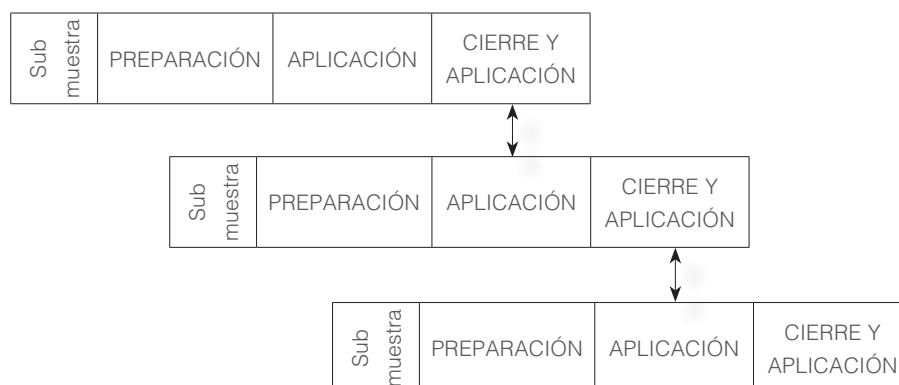 Sub
muestra
PREPARACIÓN
APLICACIÓN
CIERRE Y
APLICACIÓN
Sub
muestra
PREPARACIÓN
APLICACIÓN
CIERRE Y
APLICACIÓN
Sub
muestra
PREPARACIÓN
APLICACIÓN
CIERRE Y
APLICACIÓN